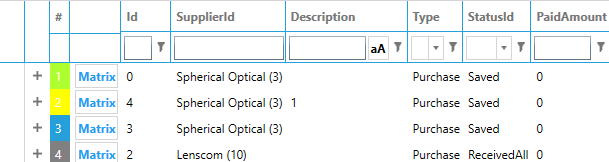 # Id SupplierId Description Type StatusId PaidAmount
aA
+ 1 Matrix 0 Spherical Optical (3) Purchase Saved 0
+ 2 Matrix 4 Spherical Optical (3) 1 Purchase Saved 0
+ 3 Matrix 3 Spherical Optical (3) Purchase Saved 0
+ 4 Matrix 2 Lenscom (10) Purchase ReceivedAll 0